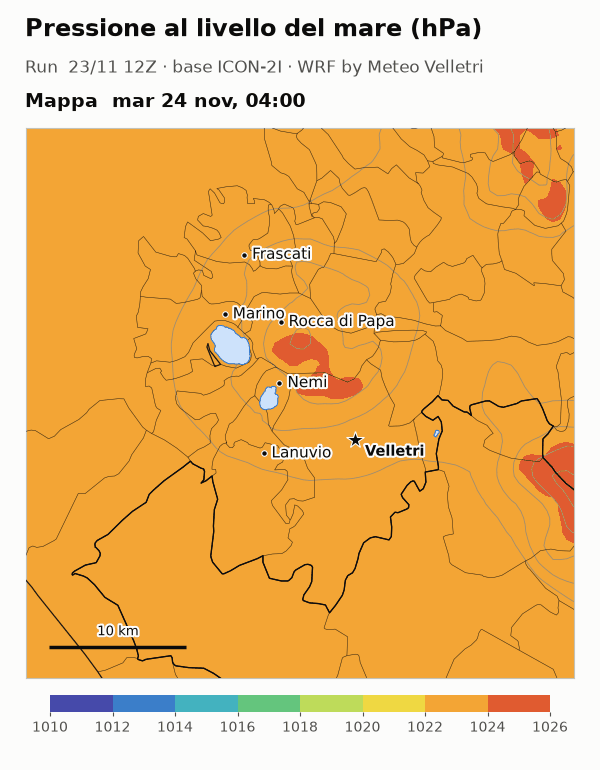 Pressione al livello del mare (hPa)
Run  23/11 12Z · base ICON-2I · WRF by Meteo Velletri
Mappa  mar 24 nov, 04:00
Frascati
Marino
Rocca di Papa
Nemi
Velletri
Lanuvio
10 km
1010 1012 1014 1016 1018 1020 1022 1024 1026